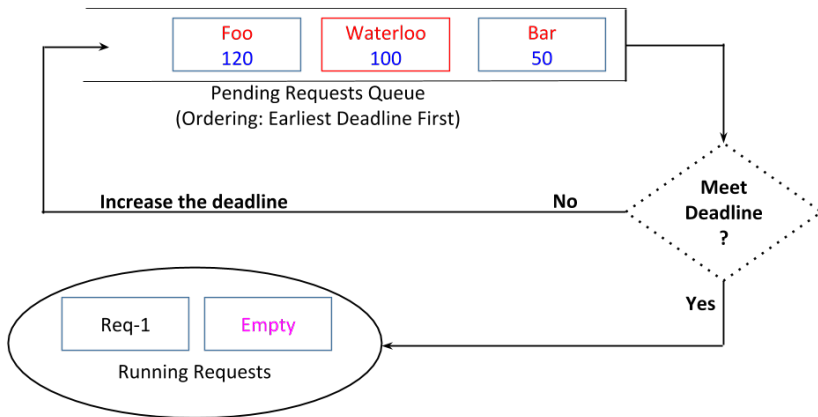 Foo
120
Waterloo
100
Bar
50
Pending Requests Queue
(Ordering: Earliest Deadline First)
Increase the deadline
No
Meet
Deadline
?
Yes
Req-1
Empty
Running Requests